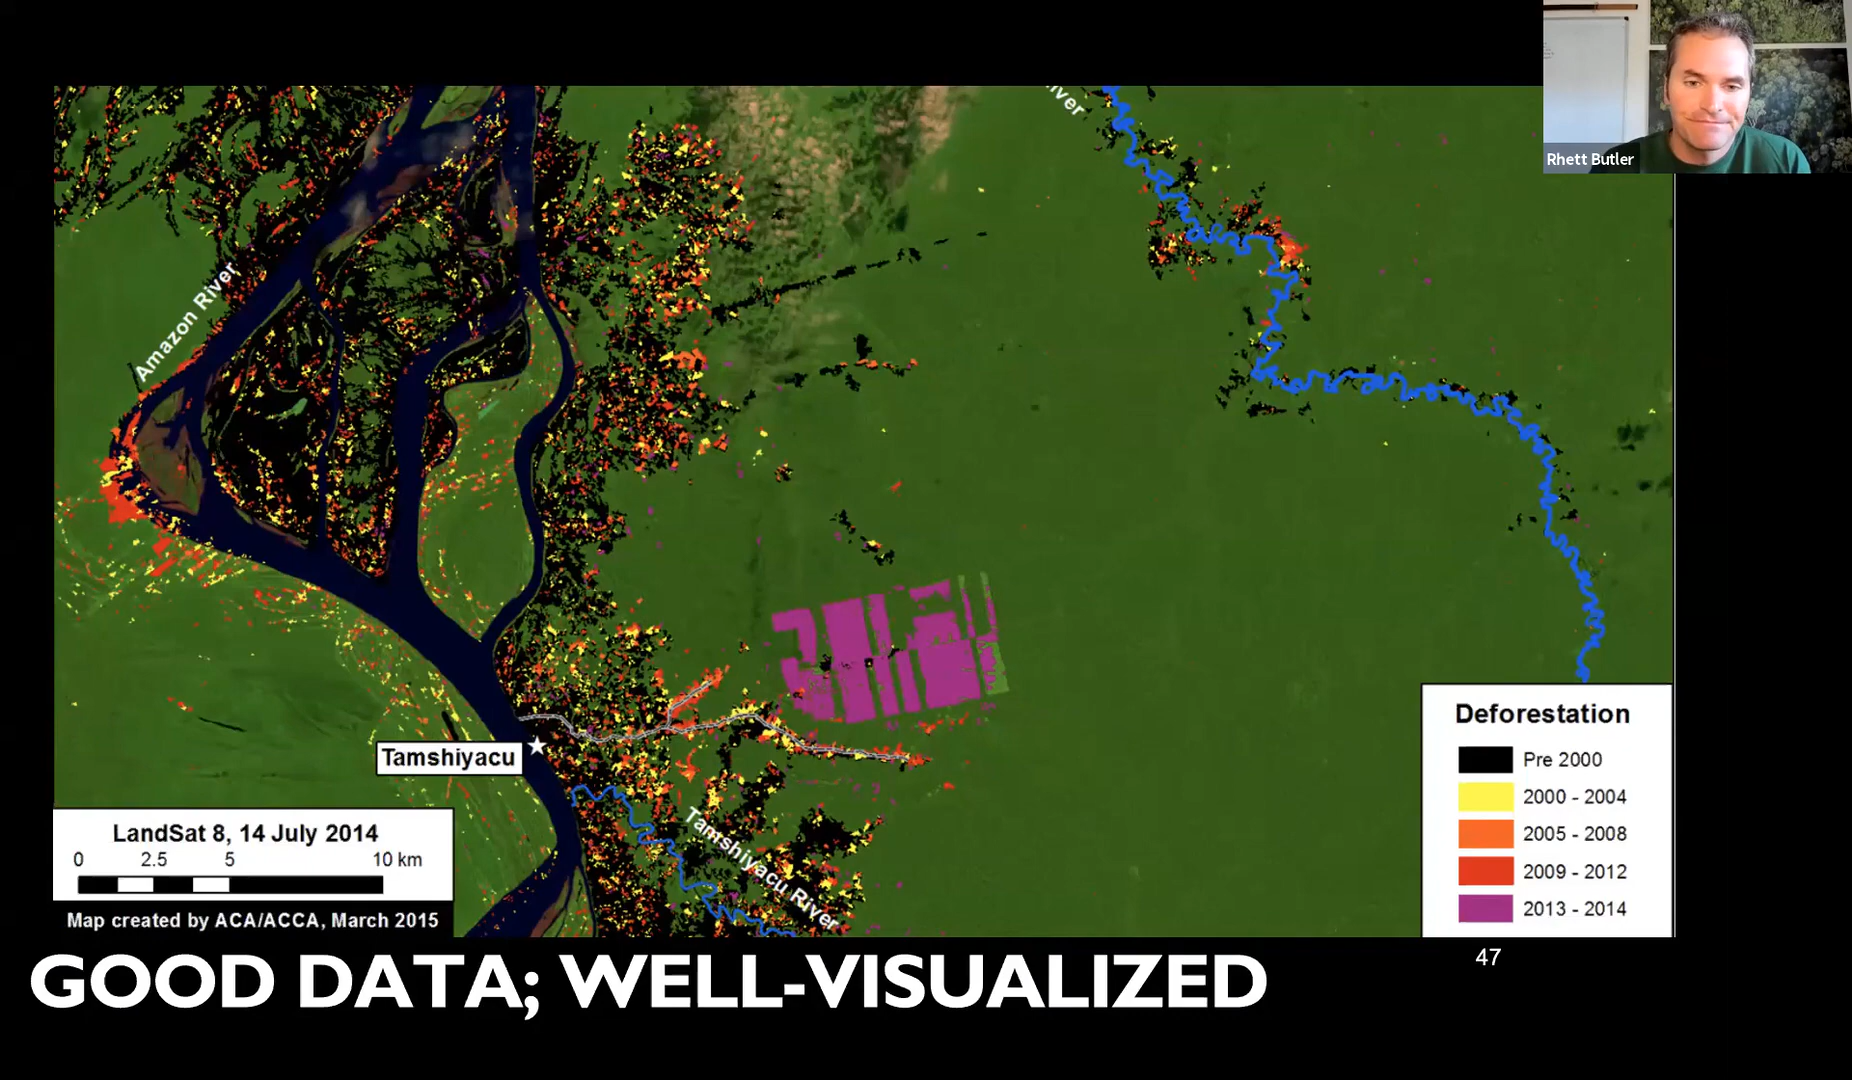 Rhett Butler
iver
Amazon River
Tamshiyacu
Tamshiyacu River
LandSat 8, 14 July 2014
0 2.5 5 10 km
Map created by ACA/ACCA, March 2015
Deforestation
Pre 2000
2000 - 2004
2005 - 2008
2009 - 2012
2013 - 2014
47
GOOD DATA; WELL-VISUALIZED